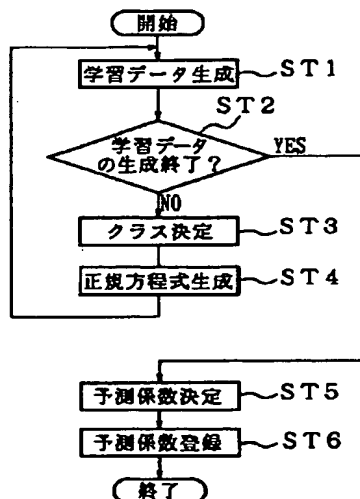 開始
学習データ生成
ST1
ST2
学習データ
の生成終了?
YES
NO
クラス決定
ST3
正規方程式生成
ST4
予測係数決定
ST5
予測係数登録
ST6
終了